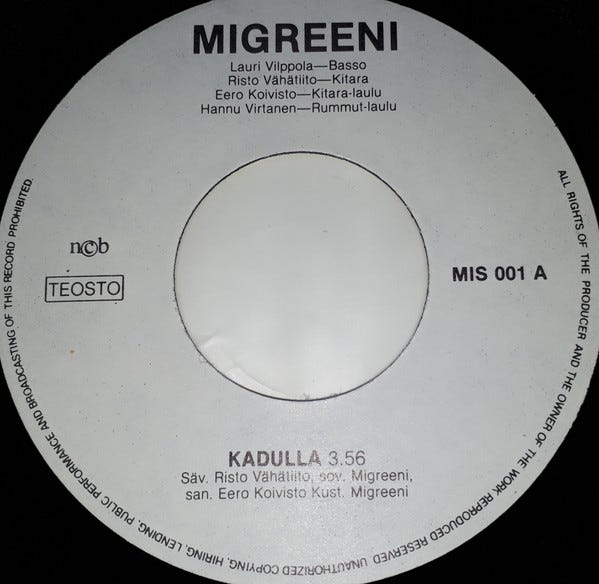 MIGREENI
Lauri Vilppola—Basso
Risto Vähätiito—Kitara
Eero Koivisto—Kitara-laulu
Hannu Virtanen—Rummut-laulu
ncb
TEOSTO
MIS 001 A
KADULLA 3.56
Säv. Risto Vähätiito, sov. Migreeni,
san. Eero Koivisto Kust. Migreeni
ALL RIGHTS OF THE PRODUCER AND THE OWNER OF THE WORK REPRODUCED RESERVED. UNAUTHORIZED COPYING, HIRING, LENDING, PUBLIC PERFORMANCE AND BROADCASTING OF THIS RECORD PROHIBITED.